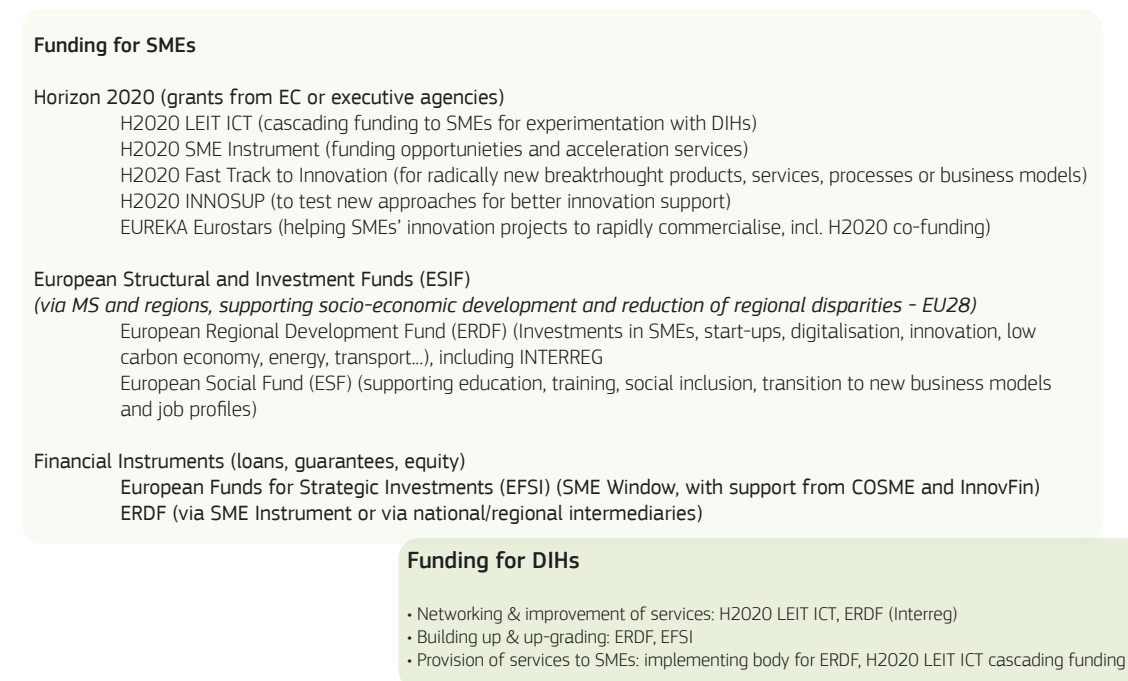 Funding for SMEs
Horizon 2020 (grants from EC or executive agencies)
H2020 LEIT ICT (cascading funding to SMEs for experimentation with DIHs)
H2020 SME Instrument (funding opportunieties and acceleration services)
H2020 Fast Track to Innovation (for radically new breaktrhought products, services, processes or business models)
H2020 INNOSUP (to test new approaches for better innovation support)
EUREKA Eurostars (helping SMEs’ innovation projects to rapidly commercialise, incl. H2020 co-funding)
European Structural and Investment Funds (ESIF)
(via MS and regions, supporting socio-economic development and reduction of regional disparities - EU28)
European Regional Development Fund (ERDF) (Investments in SMEs, start-ups, digitalisation, innovation, low
carbon economy, energy, transport...), including INTERREG
European Social Fund (ESF) (supporting education, training, social inclusion, transition to new business models
and job profiles)
Financial Instruments (loans, guarantees, equity)
European Funds for Strategic Investments (EFSI) (SME Window, with support from COSME and InnovFin)
ERDF (via SME Instrument or via national/regional intermediaries)
Funding for DIHs
• Networking & improvement of services: H2020 LEIT ICT, ERDF (Interreg)
• Building up & up-grading: ERDF, EFSI
• Provision of services to SMEs: implementing body for ERDF, H2020 LEIT ICT cascading funding